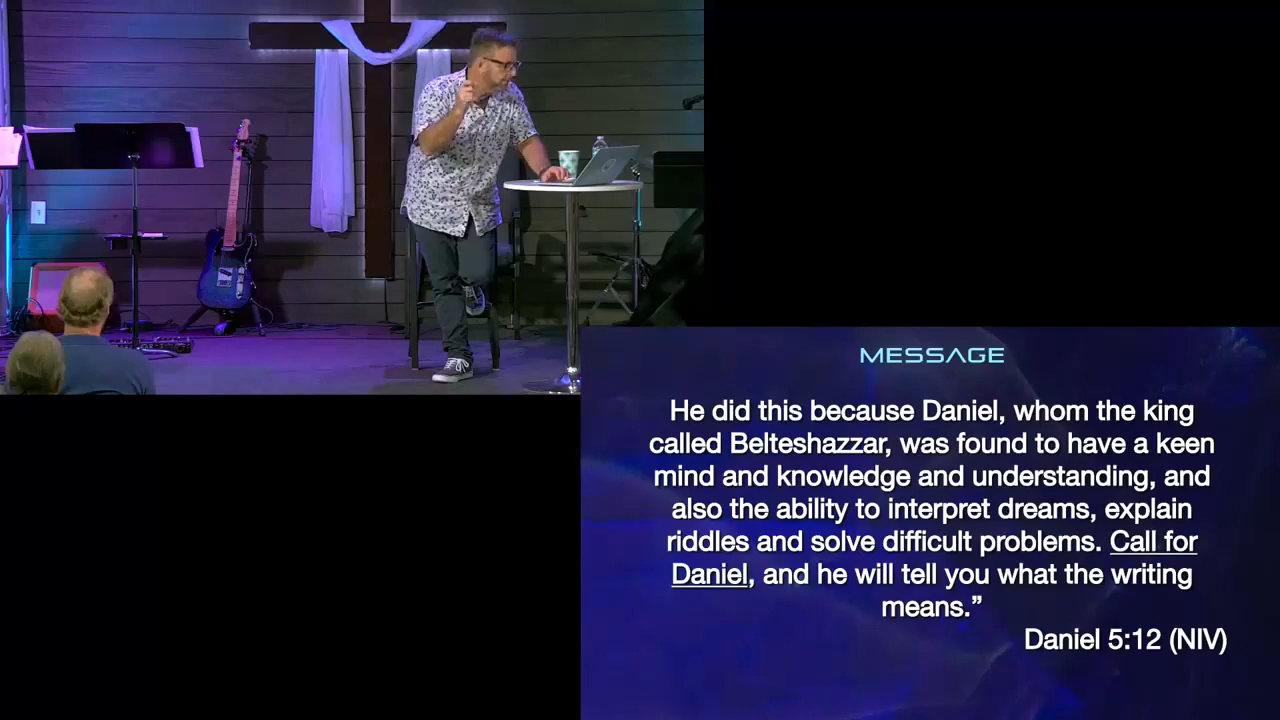 MESSAGE
He did this because Daniel, whom the king
called Belteshazzar, was found to have a keen
mind and knowledge and understanding, and
also the ability to interpret dreams, explain
riddles and solve difficult problems. Call for
Daniel, and he will tell you what the writing
means.”
Daniel 5:12 (NIV)